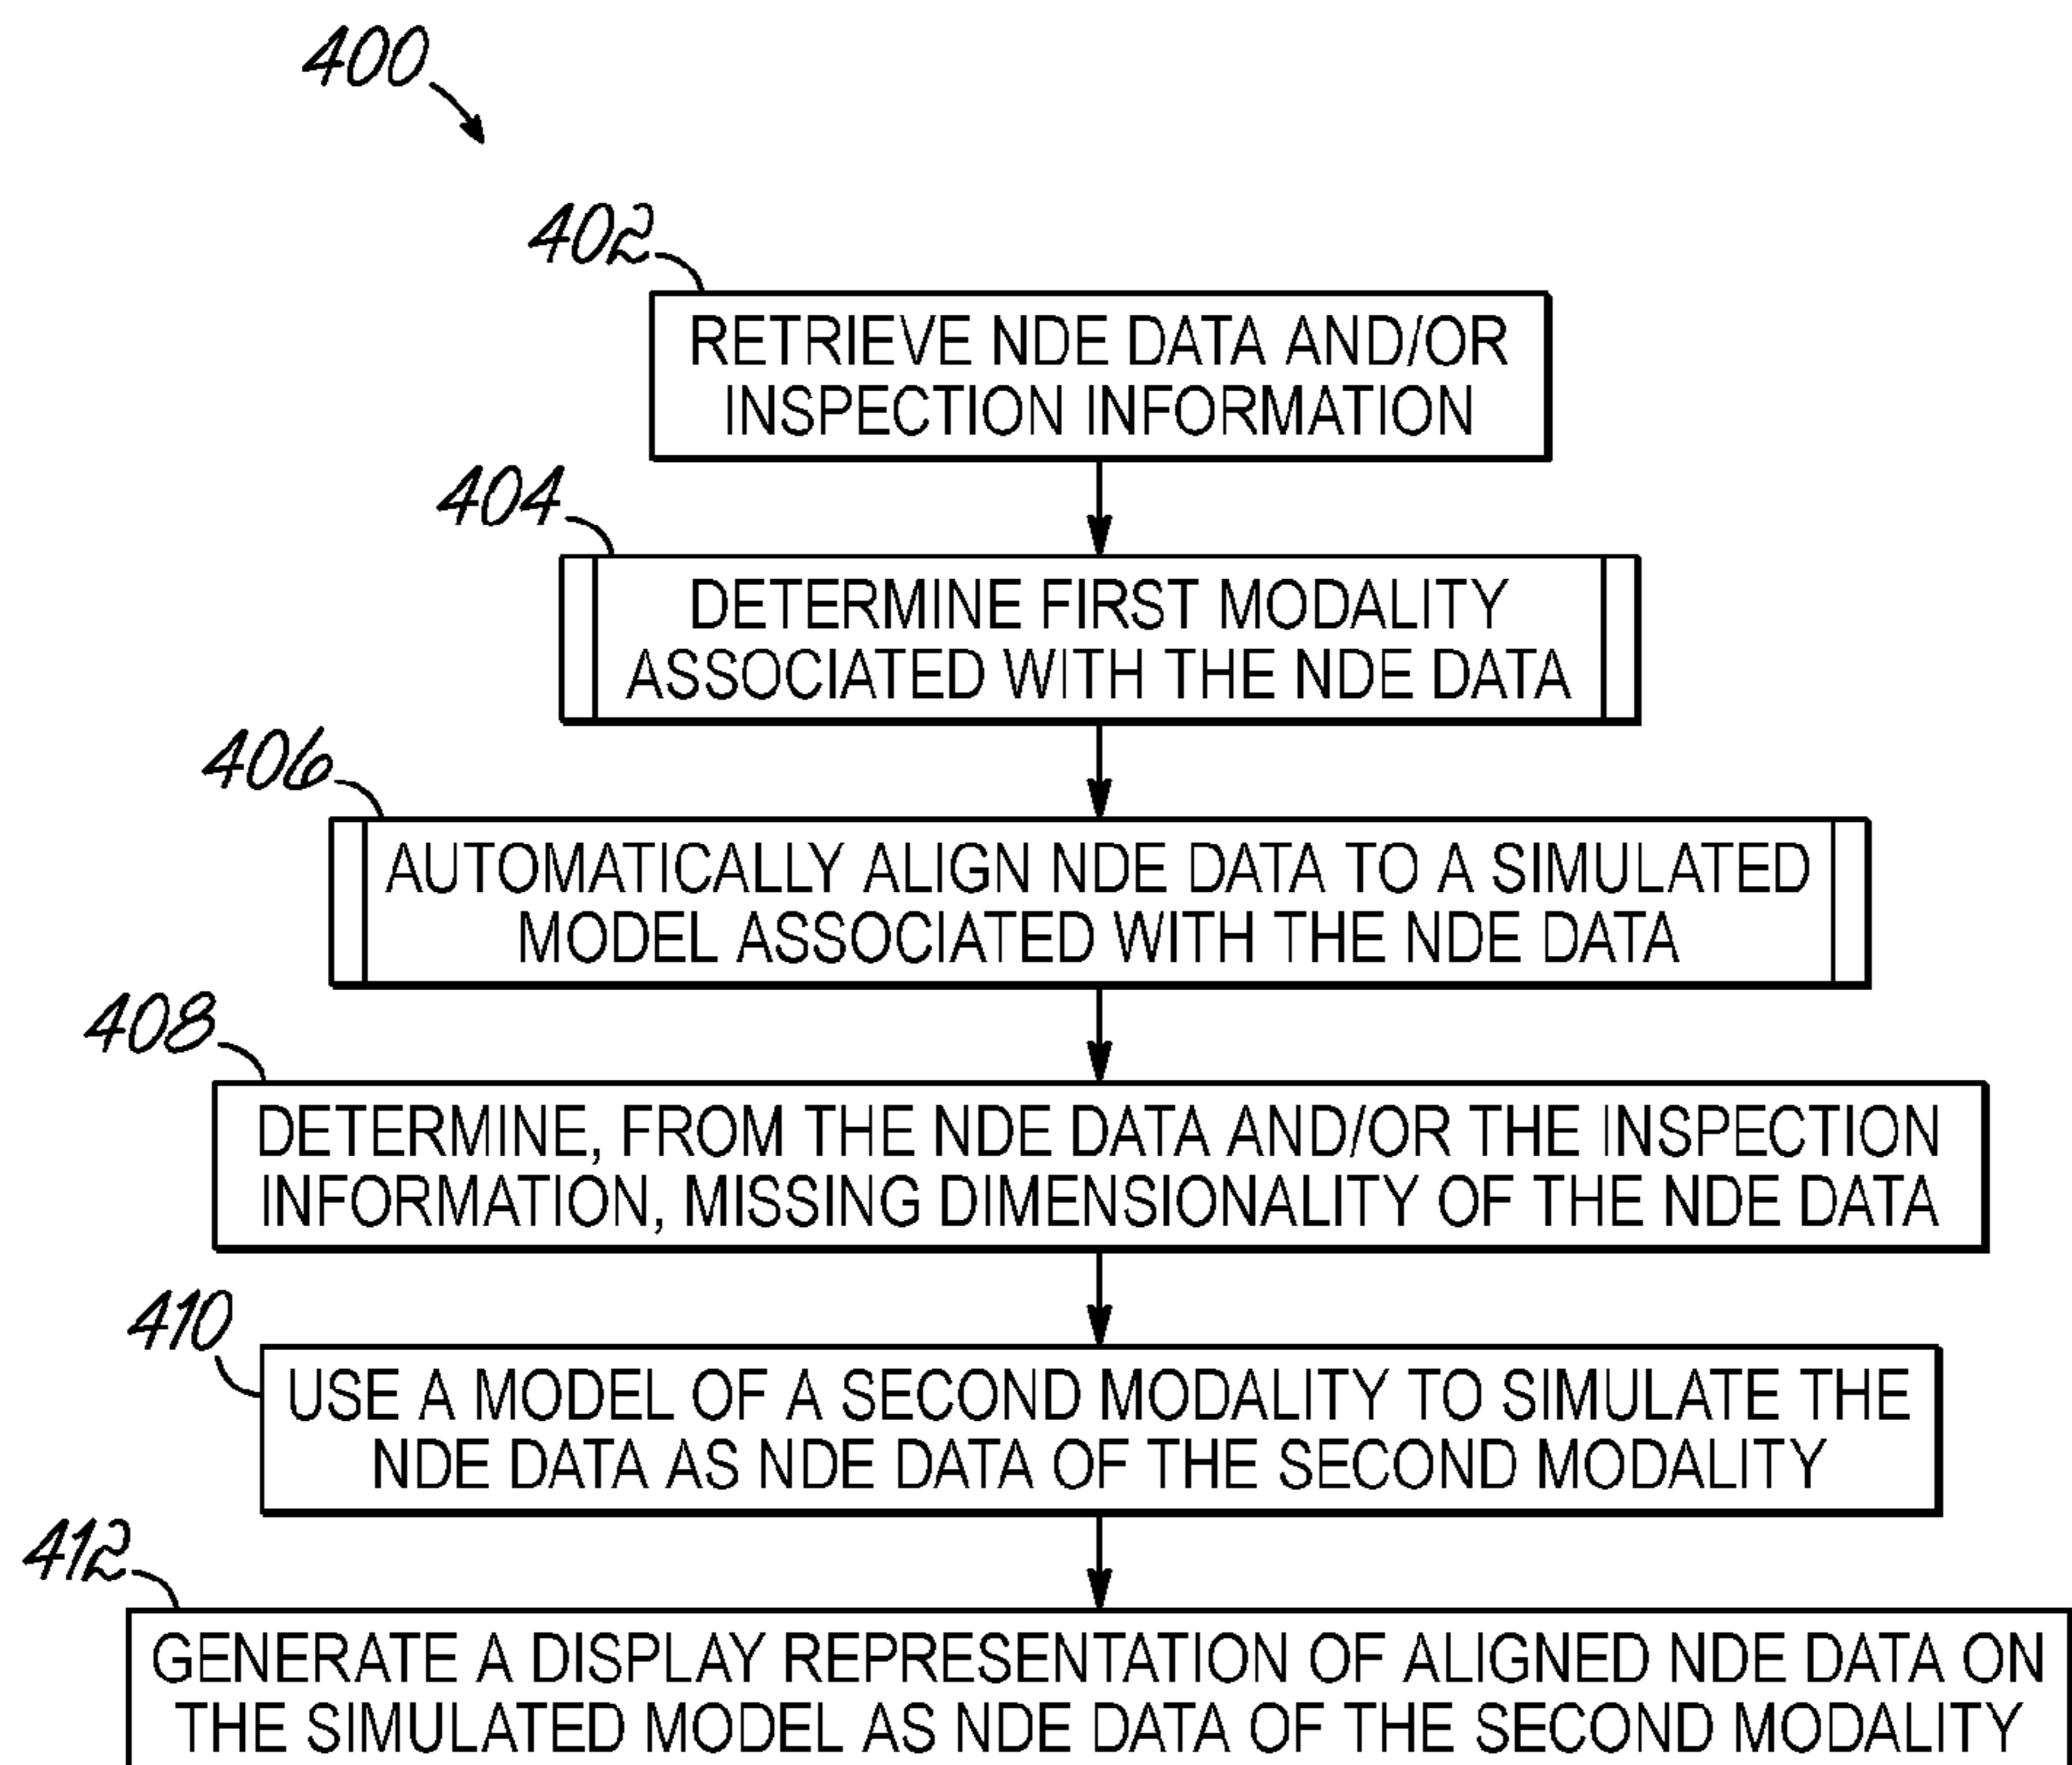 400
402
RETRIEVE NDE DATA AND/OR
INSPECTION INFORMATION
404
DETERMINE FIRST MODALITY
ASSOCIATED WITH THE NDE DATA
406
AUTOMATICALLY ALIGN NDE DATA TO A SIMULATED
MODEL ASSOCIATED WITH THE NDE DATA
408
DETERMINE, FROM THE NDE DATA AND/OR THE INSPECTION
INFORMATION, MISSING DIMENSIONALITY OF THE NDE DATA
410
USE A MODEL OF A SECOND MODALITY TO SIMULATE THE
NDE DATA AS NDE DATA OF THE SECOND MODALITY
412
GENERATE A DISPLAY REPRESENTATION OF ALIGNED NDE DATA ON
THE SIMULATED MODEL AS NDE DATA OF THE SECOND MODALITY